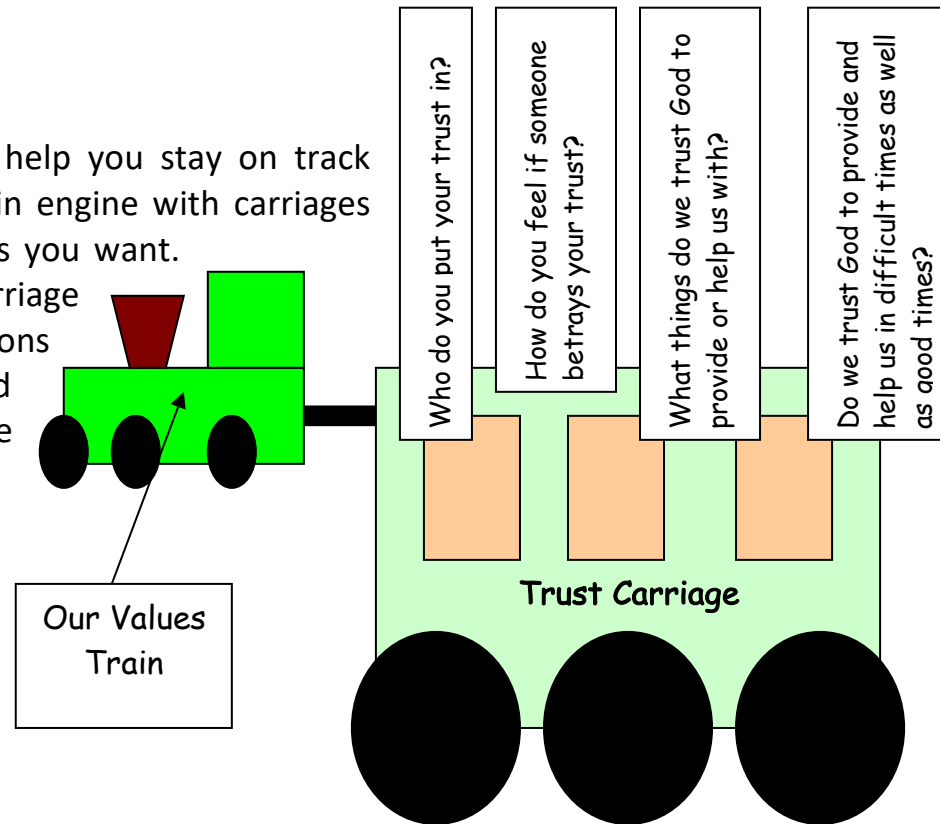 help you stay on track
in engine with carriages
s you want.
rriage
ons
d
e
Who do you put your trust in?
How do you feel if someone
betrays your trust?
What things do we trust God to
provide or help us with?
Do we trust God to provide and
help us in difficult times as well
as good times?
Trust Carriage
Our Values
Train